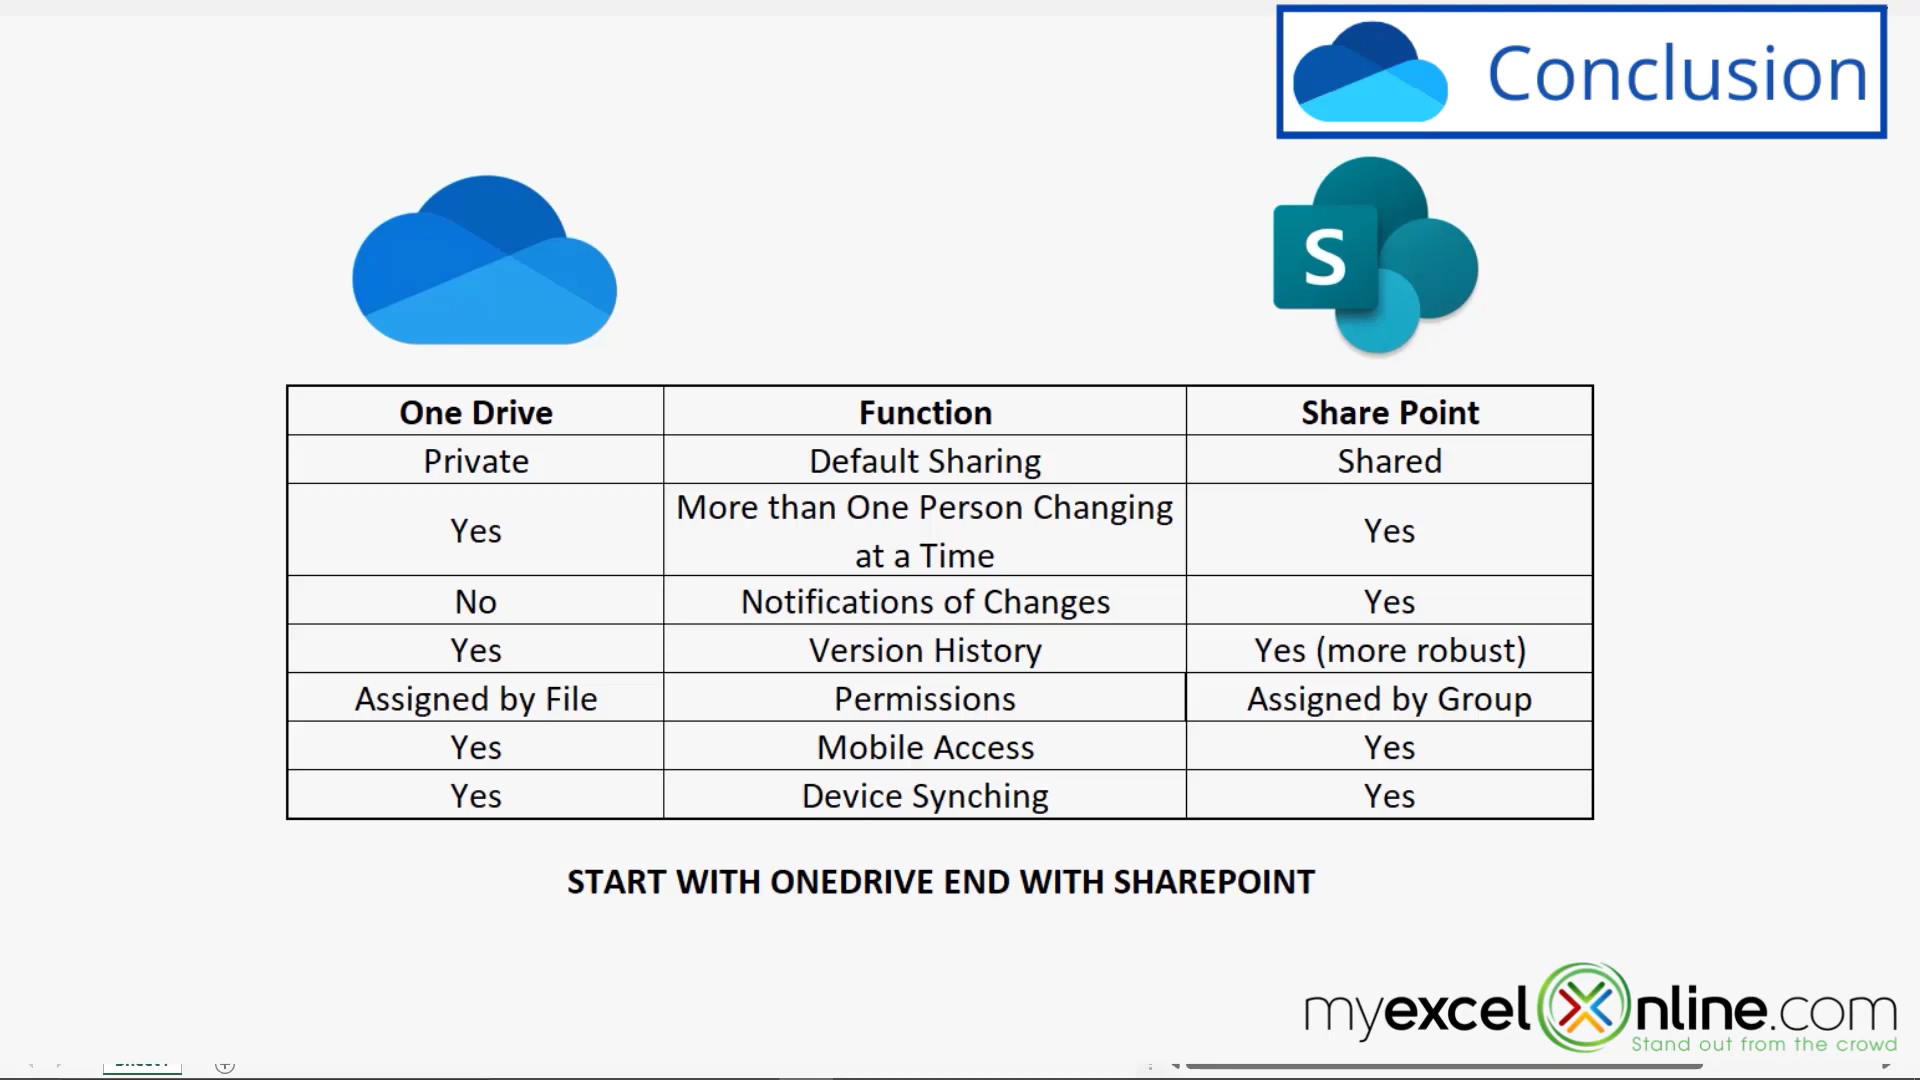 Conclusion
S
One Drive Function Share Point
Private Default Sharing Shared
Yes More than One Person Changing
at a Time Yes
No Notifications of Changes Yes
Yes Version History Yes (more robust)
Assigned by File Permissions Assigned by Group
Yes Mobile Access Yes
Yes Device Synching Yes
START WITH ONEDRIVE END WITH SHAREPOINT
myexcelOnline.com
Stand out from the crowd